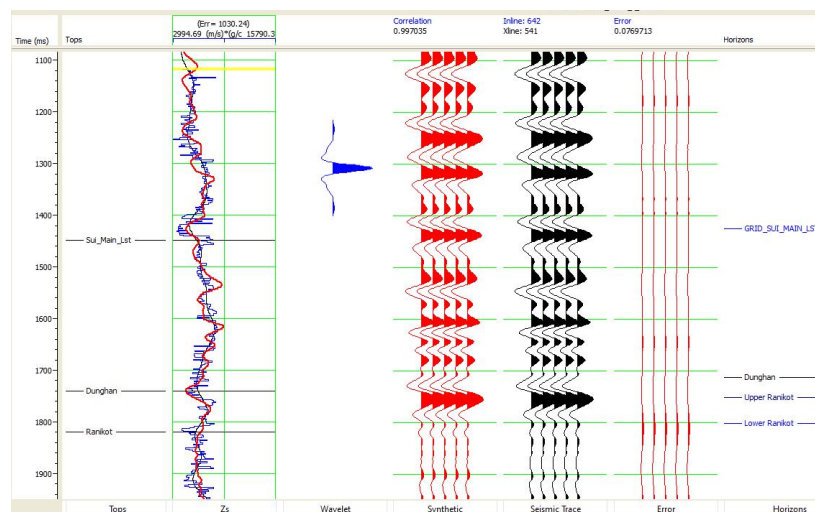 (Err= 1030.24)
2994.69 (m/s)*(g/c 15790.3
Correlation
0.997035
Inline: 642
Xline: 541
Error
0.0769713
Time (ms)
Tops
Horizons
1100
1200
1300
1400
1500
1600
1700
1800
1900
Sui_Main_Lst
Dunghan
Ranikot
GRID_SUI_MAIN_LS
Dunghan
Upper Ranikot
Lower Ranikot
Tops
Zs
Wavelet
Synthetic
Seismic Trace
Error
Horizons